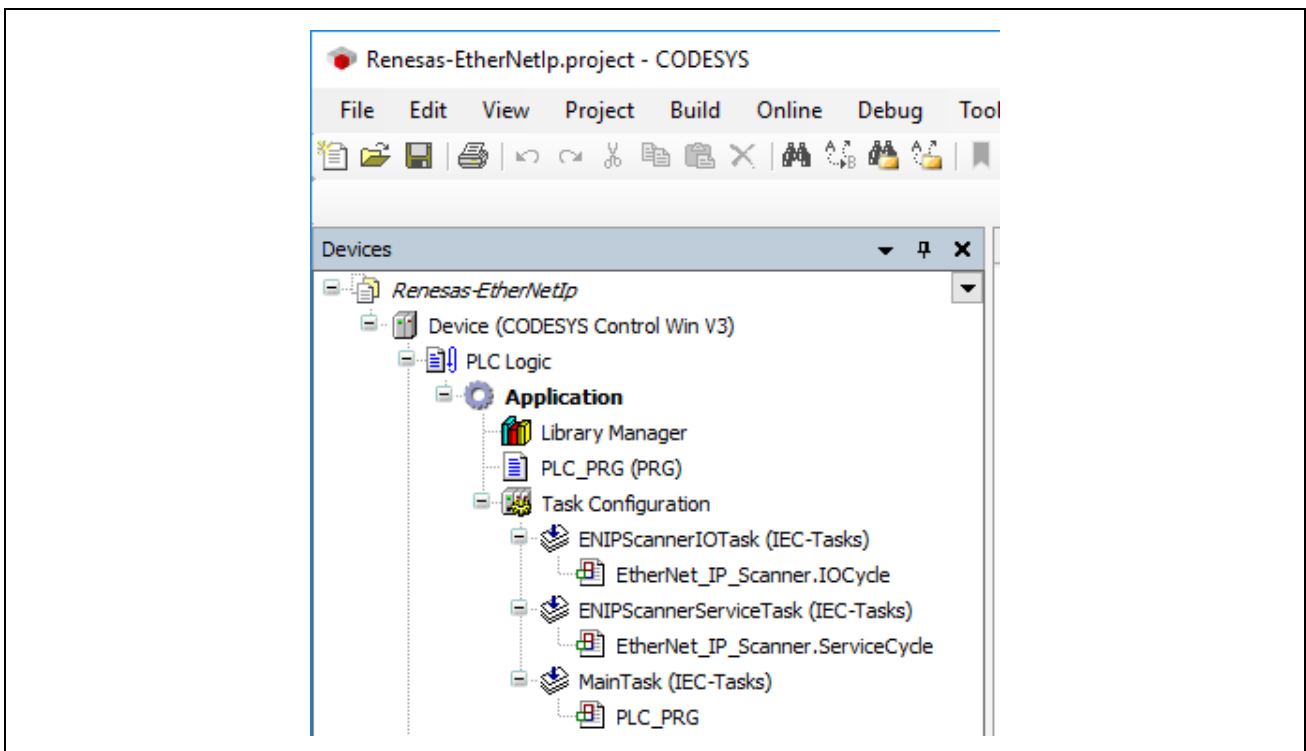 Renesas-EtherNetIp.project - CODESYS
File Edit View Project Build Online Debug Tool
Devices
Renesas-EtherNetIp
Device (CODESYS Control Win V3)
PLC Logic
Application
Library Manager
PLC_PRG (PRG)
Task Configuration
ENIPScannerIOTask (IEC-Tasks)
EtherNet_IP_Scanner.IOCycle
ENIPScannerServiceTask (IEC-Tasks)
EtherNet_IP_Scanner.ServiceCycle
MainTask (IEC-Tasks)
PLC_PRG